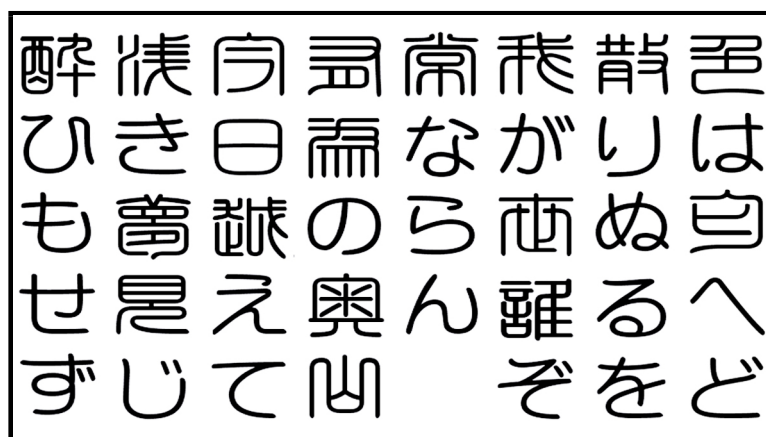 色は匂へど
散りぬるを
我が世誰ぞ
常ならん
有為の奥山
今日越えて
浅き夢見じ
酔ひもせず